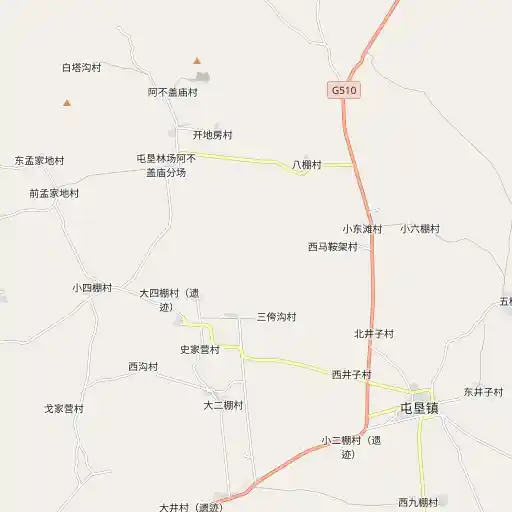 白塔沟村
阿不盖庙村
G510
开地房村
东孟家地村
屯垦林场阿不
盖庙分场
八棚村
前孟家地村
小东滩村
小六棚村
西马鞍架村
小四棚村
大四棚村（遗
迹）
五棚
三侉沟村
北井子村
史家营村
西沟村
西井子村
东井子村
大二棚村
戈家营村
屯垦镇
小二棚村（遗
迹）
大井村（遗迹）
西九棚村